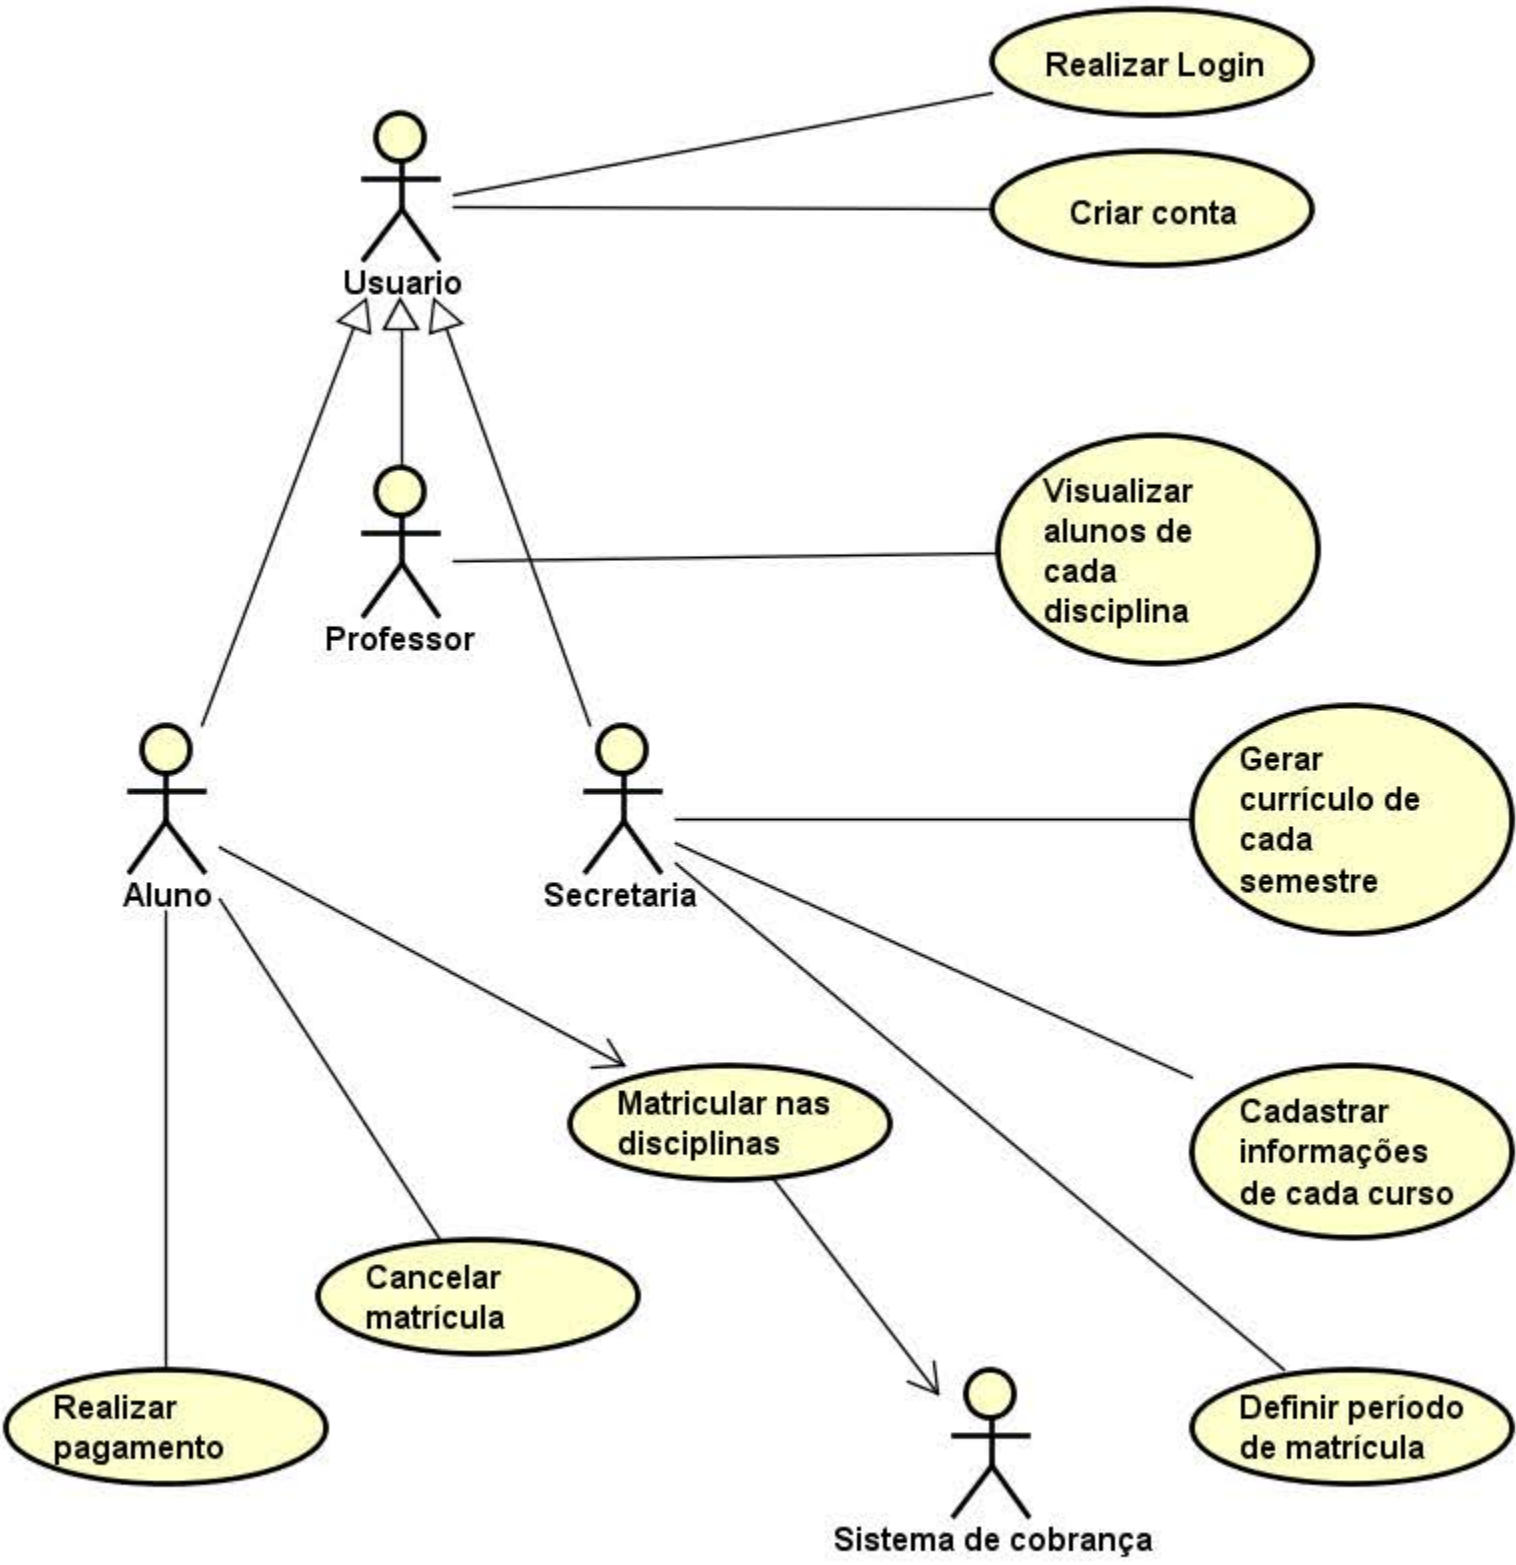 Realizar Login
Criar conta
Usuario
Visualizar
alunos de
cada
disciplina
Professor
Gerar
currículo de
cada
semestre
Aluno
Secretaria
Matricular nas
disciplinas
Cadastrar
informações
de cada curso
Cancelar
matrícula
Realizar
pagamento
Definir período
de matrícula
Sistema de cobrança